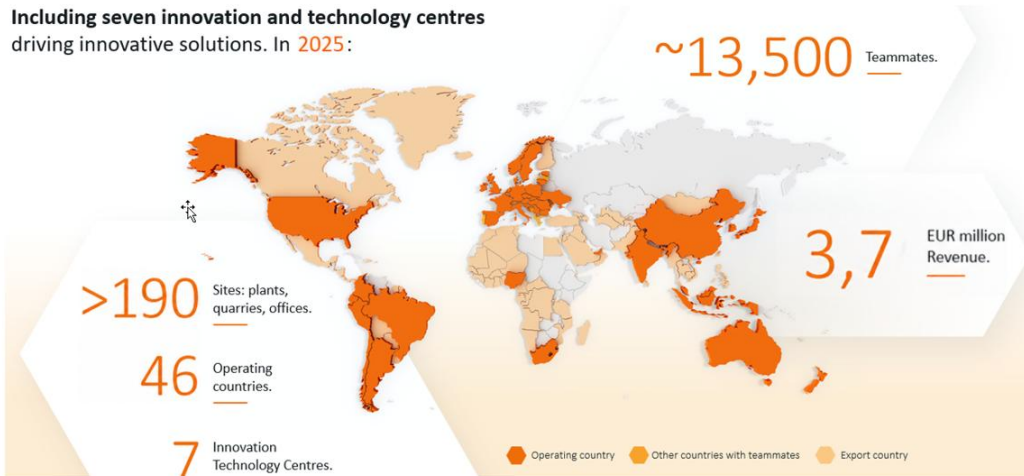 Including seven innovation and technology centres
driving innovative solutions. In 2025:
~13,500 Teammates.
3,7 EUR million
Revenue.
>190 Sites: plants,
quarries, offices.
46 Operating
countries.
7 Innovation
Technology Centres.
Operating country Other countries with teammates Export country